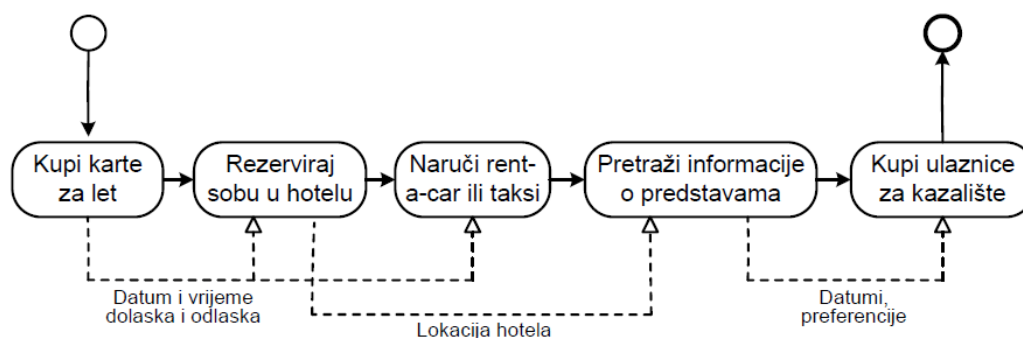 Kupi karte
za let
Rezerviraj
sobu u hotelu
Naruči rent-
a-car ili taksi
Pretraži informacije
o predstavama
Kupi ulaznice
za kazalište
Datum i vrijeme
dolaska i odlaska
Lokacija hotela
Datumi,
preferencije